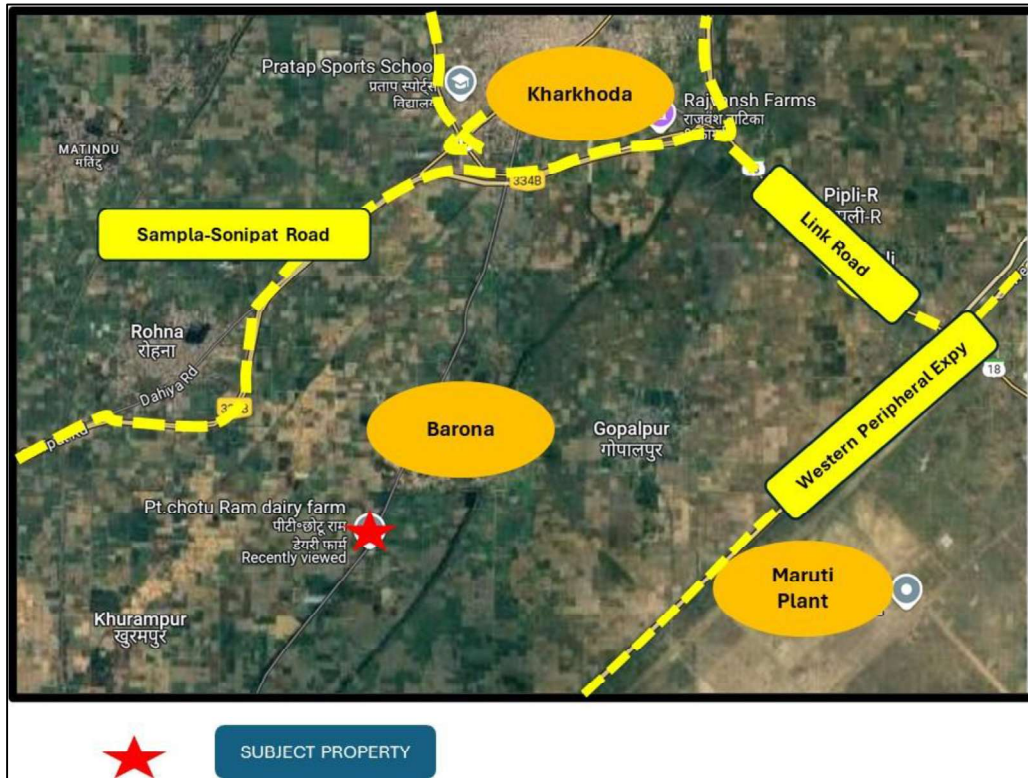 Pratap Sports School
प्रताप स्पोर्ट्स
विद्यालय
Kharkhoda
Rajvansh Farms
राजवंश वाटिका
MATINDU
मतिंदु
334B
Pipli-R
Sampla-Sonipat Road
Link Road
Rohna
रोहना
Dahiya Rd
Western Peripheral Expy
18
Barona
Gopalpur
गोपालपुर
Pt.chotu Ram dairy farm
पीटी॰छोटू राम
डेयरी फार्म
Recently viewed
Maruti
Plant
Khurampur
खुरमपुर
SUBJECT PROPERTY